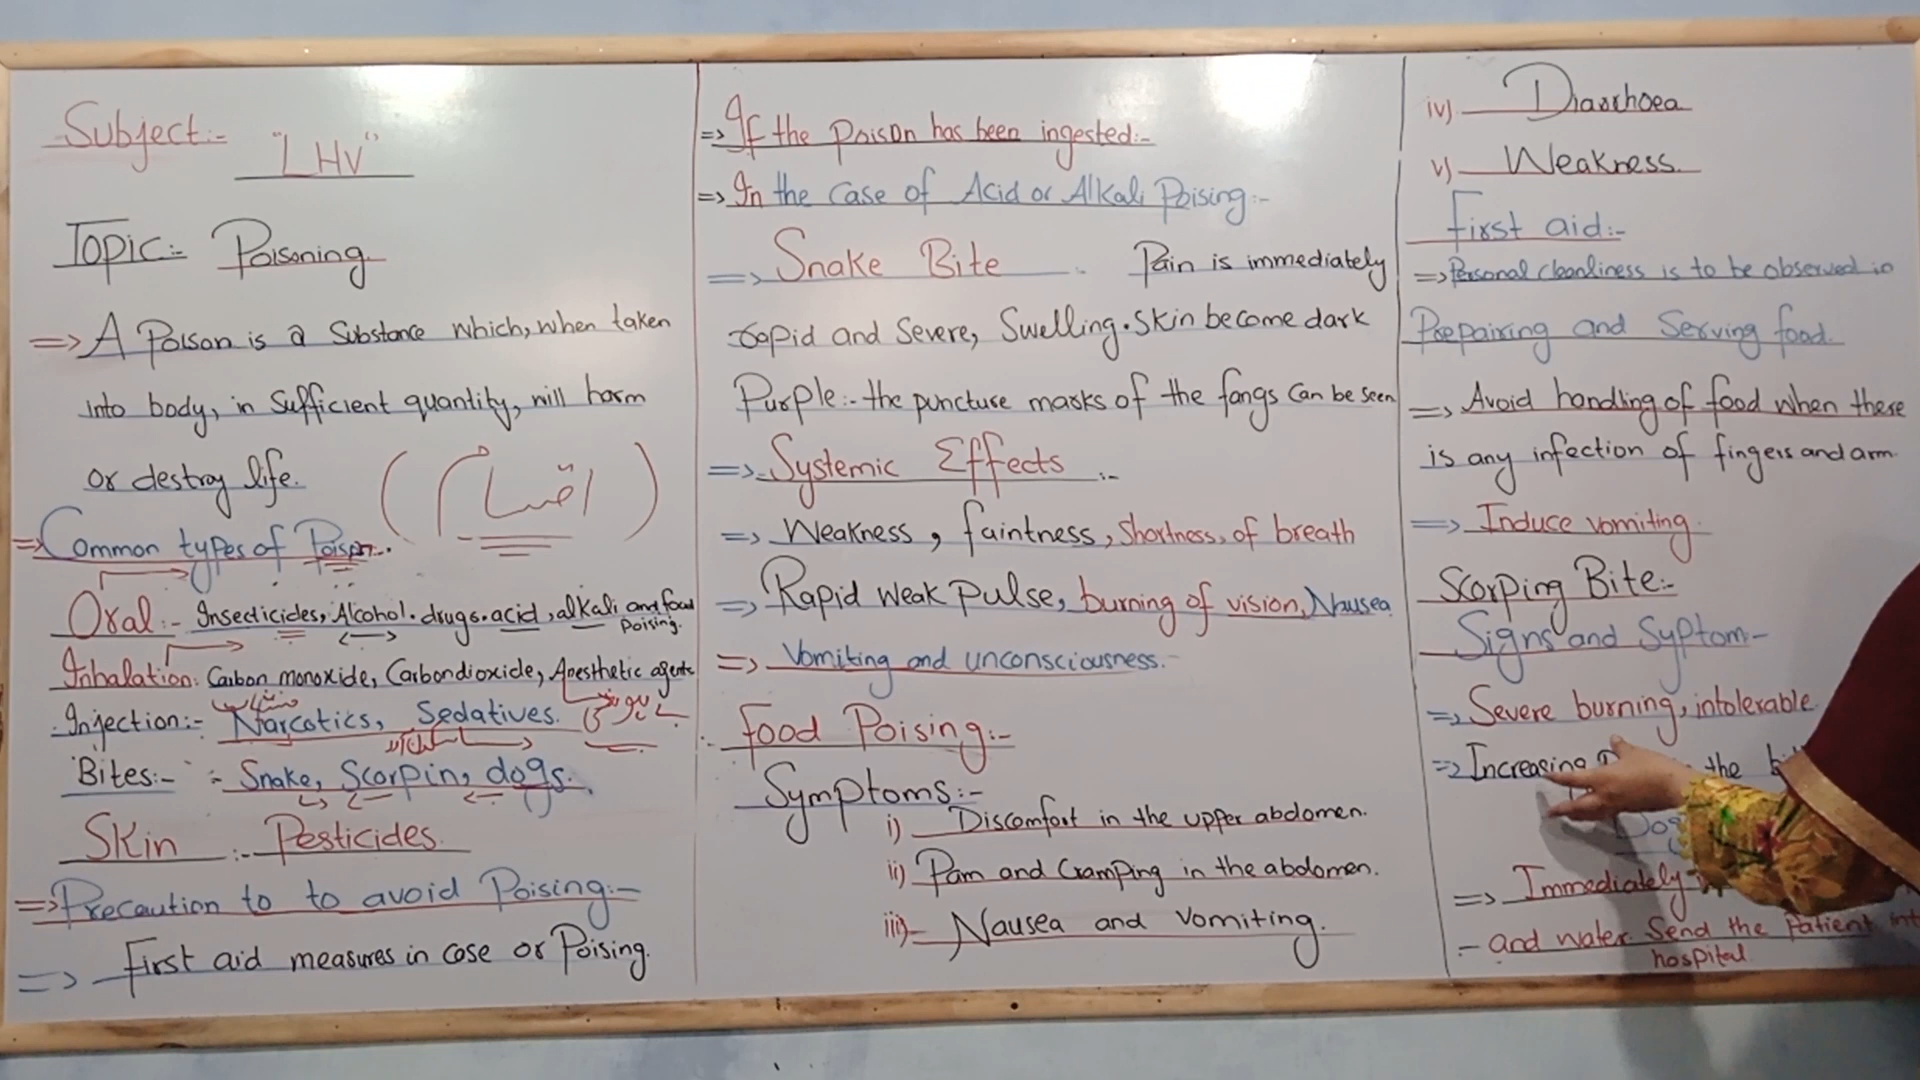 Subject:- "LHV"
Topic:- Poisoning
=> A Poison is a Substance which, when taken
into body, in Sufficient quantity, will harm
or destroy life. (اقسام)
=> Common types of Poison.
Oral:- Insecticides, Alcohol. drugs. acid, alkali and food Poising.
Inhalation: Carbon monoxide, Carbondioxide, Anesthetic agents
Injection:- Narcotics, Sedatives.
Bites:- Snake, Scorpin, dogs.
Skin :- Pesticides.
=> Precaution to to avoid Poising:-
=> First aid measures in case or Poising.
=> If the Poison has been ingested:-
=> In the Case of Acid or Alkali Poising:-
=> Snake Bite Pain is immediately
rapid and Severe, Swelling. Skin become dark
Purple:- the puncture marks of the fangs Can be seen
=> Systemic Effects :-
=> Weakness, faintness, Shortness, of breath
=> Rapid weak pulse, burning of vision, Nausea
=> Vomiting and unconsciousness.-
Food Poising:-
Symptoms:-
i) Discomfort in the upper abdomen.
ii) Pam and Cramping in the abdomen.
iii)- Nausea and Vomiting.
iv) Diarrhoea
v) Weakness.
First aid:-
=> Personal cleanliness is to be observed in
Prepairing and Serving food.
=> Avoid handling of food when there
is any infection of fingers and arm.
=> Induce vomiting.
Scorping Bite:-
Signs and Syptom-
=> Severe burning, intolerable
=> Increasing the
Dog
=> Immediately
- and water. Send the Patient int
hospital